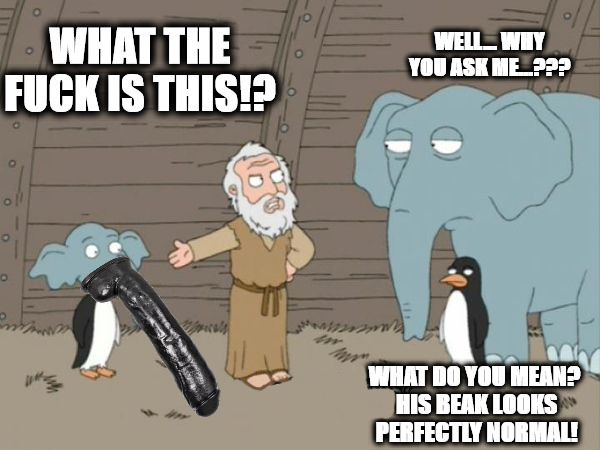 WHAT THE
FUCK IS THIS!?
WELL... WHY
YOU ASK ME...???
WHAT DO YOU MEAN?
HIS BEAK LOOKS
PERFECTLY NORMAL!